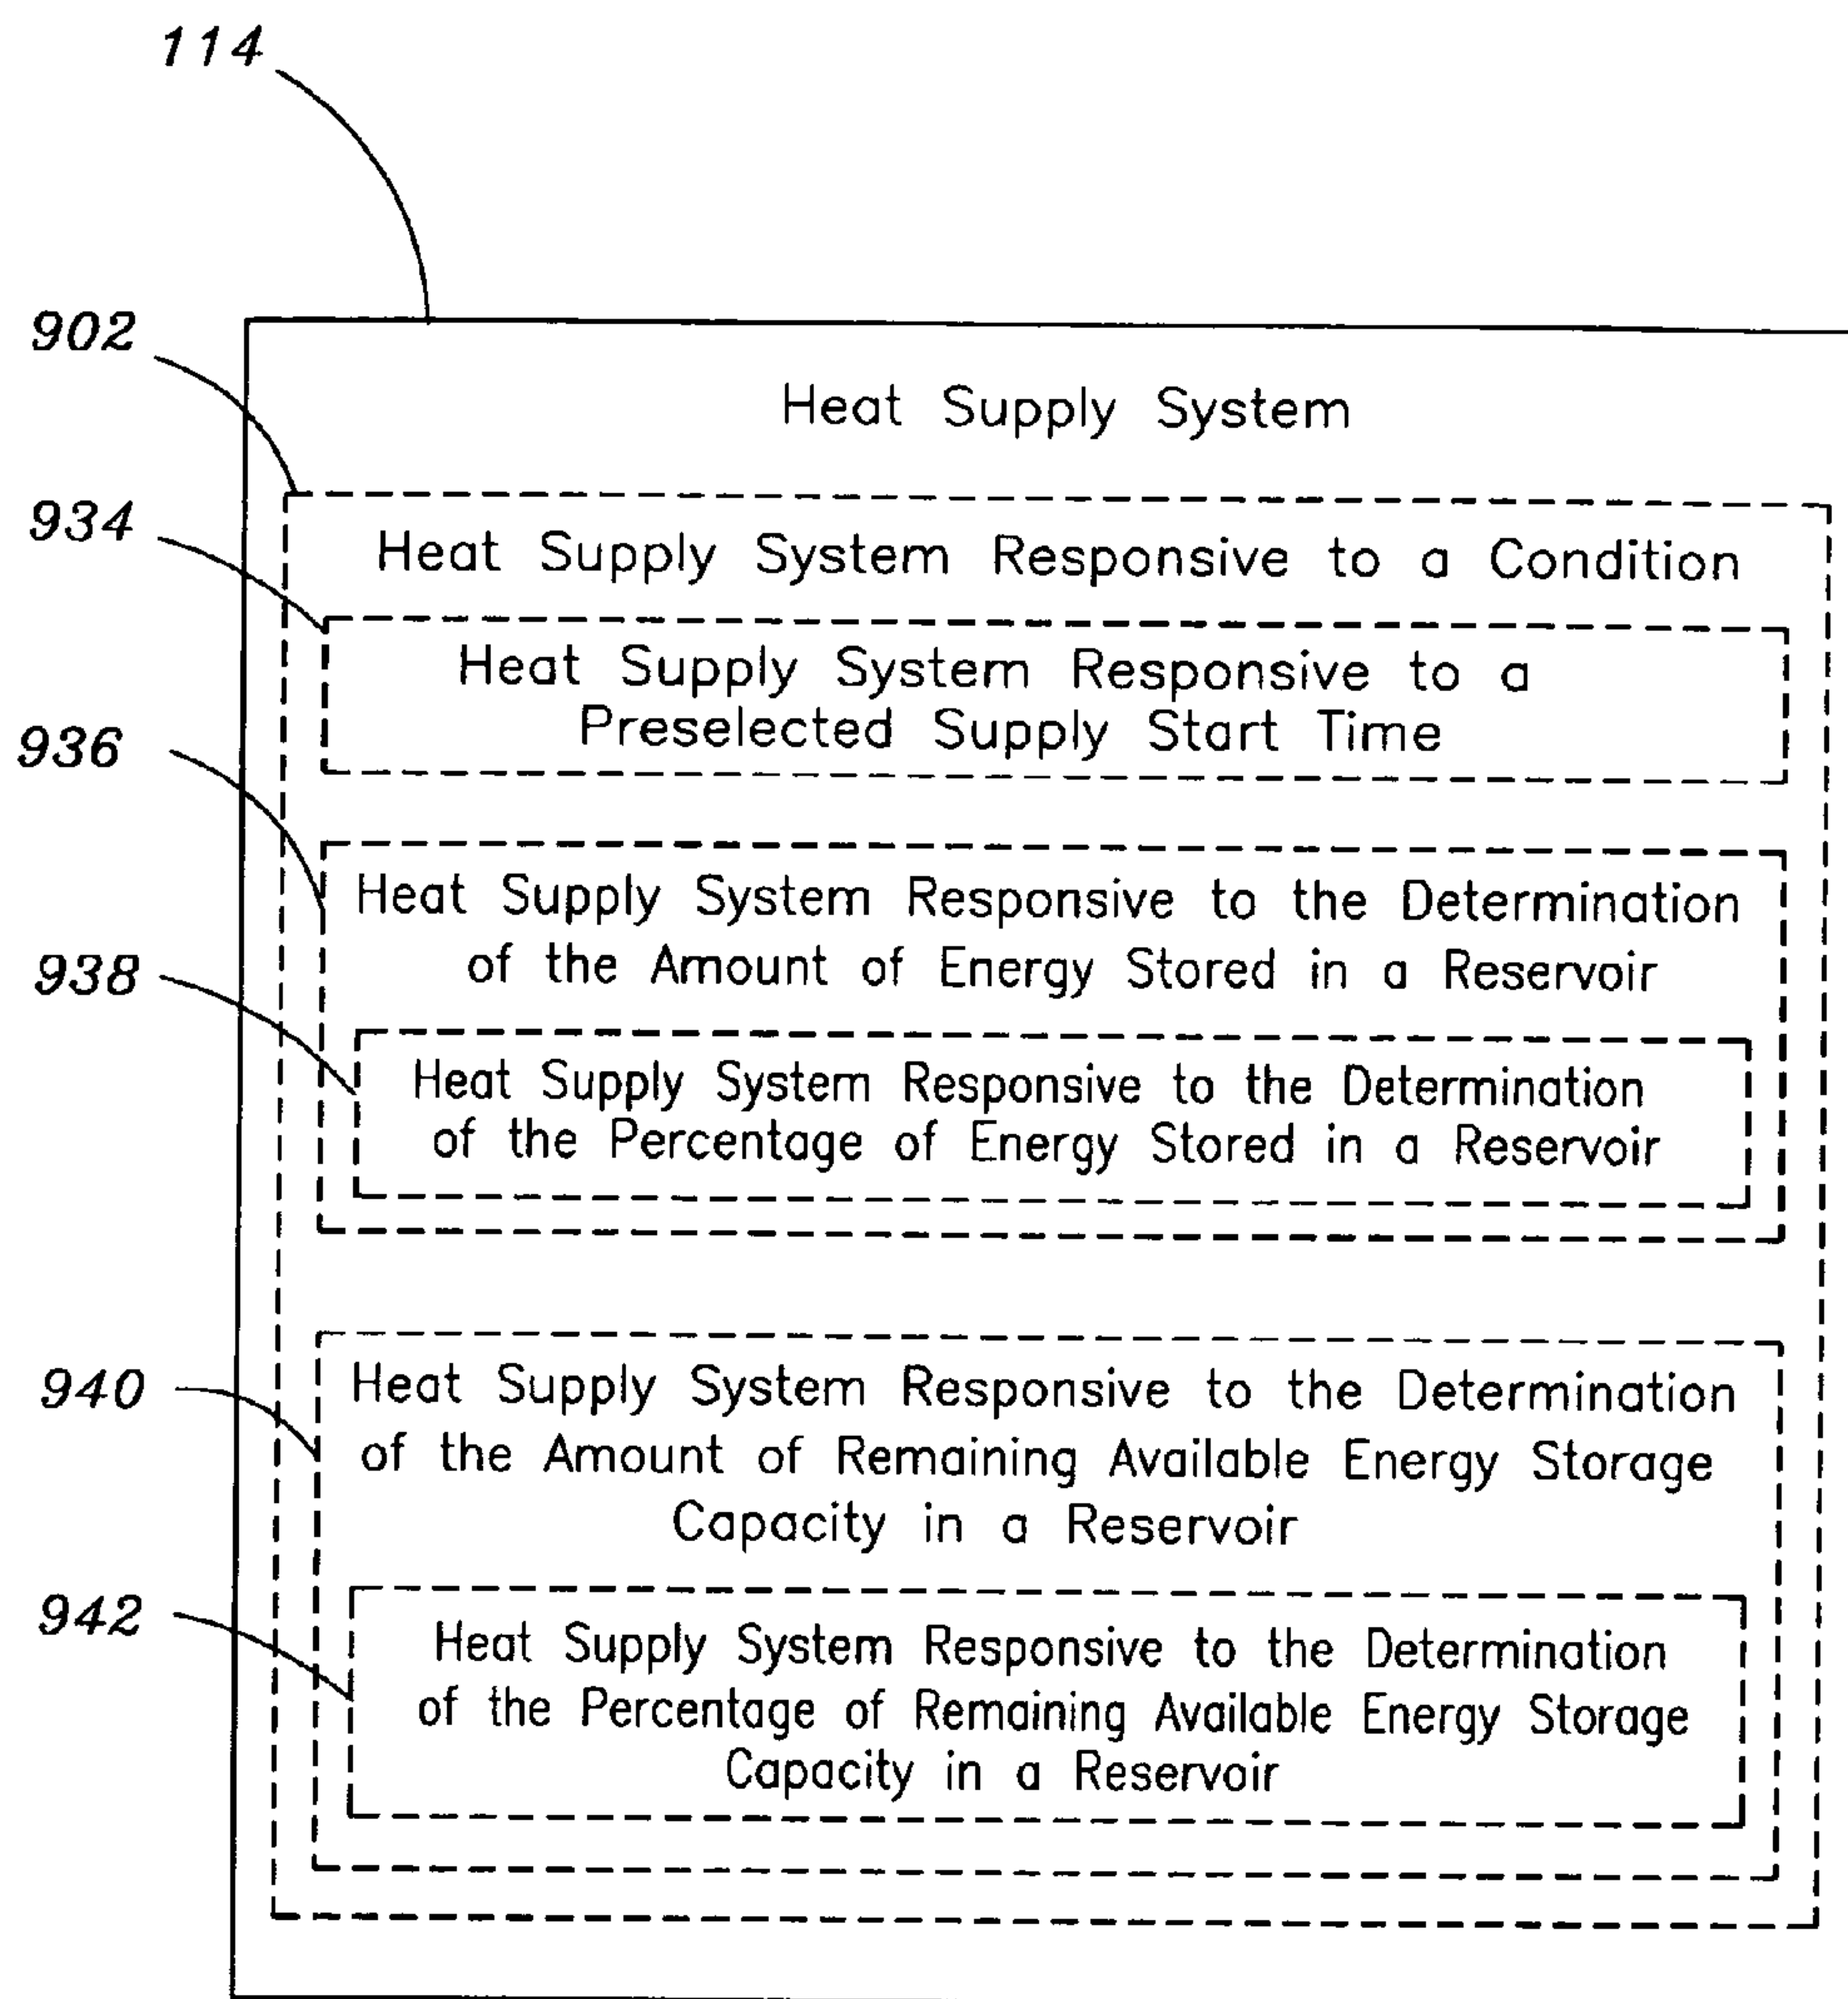 114
902
Heat Supply System
934
Heat Supply System Responsive to a Condition
Heat Supply System Responsive to a
Preselected Supply Start Time
936
Heat Supply System Responsive to the Determination
of the Amount of Energy Stored in a Reservoir
938
Heat Supply System Responsive to the Determination
of the Percentage of Energy Stored in a Reservoir
940
Heat Supply System Responsive to the Determination
of the Amount of Remaining Available Energy Storage
Capacity in a Reservoir
942
Heat Supply System Responsive to the Determination
of the Percentage of Remaining Available Energy Storage
Capacity in a Reservoir